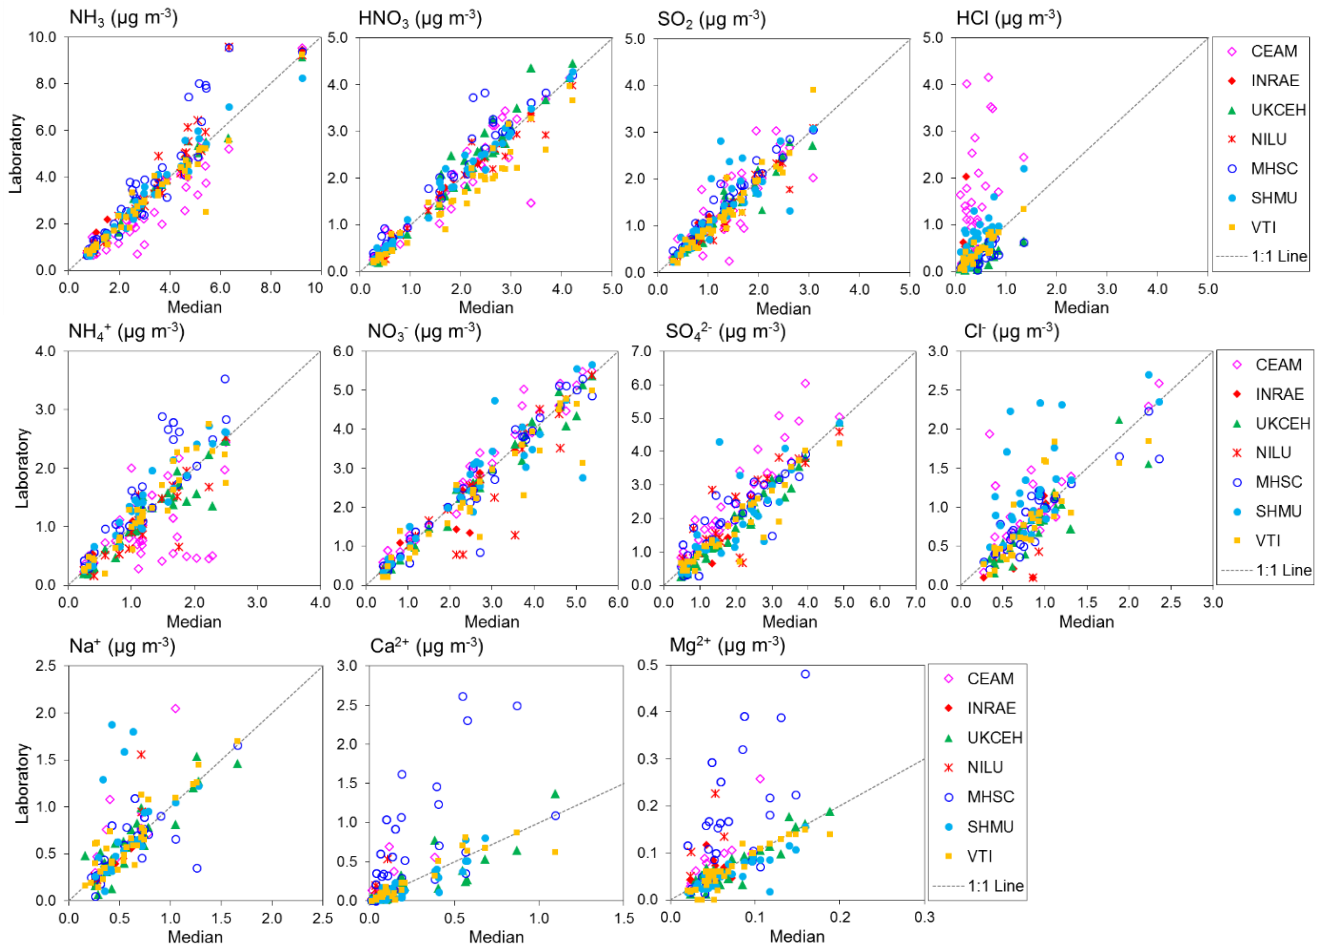 NH₃ (µg m⁻³)
HNO₃ (µg m⁻³)
SO₂ (µg m⁻³)
HCl (µg m⁻³)
10.0
8.0
6.0
4.0
2.0
0.0
0.0 2.0 4.0 6.0 8.0 10
Laboratory
Median
5.0
4.0
3.0
2.0
1.0
0.0
0.0 1.0 2.0 3.0 4.0 5.0
Median
5.0
4.0
3.0
2.0
1.0
0.0
0.0 1.0 2.0 3.0 4.0 5.0
Median
5.0
4.0
3.0
2.0
1.0
0.0
0.0 1.0 2.0 3.0 4.0 5.0
Median
CEAM
INRAE
UKCEH
NILU
MHSC
SHMU
VTI
1:1 Line
NH₄⁺ (µg m⁻³)
NO₃⁻ (µg m⁻³)
SO₄²⁻ (µg m⁻³)
Cl⁻ (µg m⁻³)
4.0
3.0
2.0
1.0
0.0
0.0 1.0 2.0 3.0 4.0
Laboratory
Median
6.0
5.0
4.0
3.0
2.0
1.0
0.0
0.0 1.0 2.0 3.0 4.0 5.0 6.0
Median
7.0
6.0
5.0
4.0
3.0
2.0
1.0
0.0
0.0 1.0 2.0 3.0 4.0 5.0 6.0 7.0
Median
3.0
2.5
2.0
1.5
1.0
0.5
0.0
0.0 0.5 1.0 1.5 2.0 2.5 3.0
Median
CEAM
INRAE
UKCEH
NILU
MHSC
SHMU
VTI
1:1 Line
Na⁺ (µg m⁻³)
Ca²⁺ (µg m⁻³)
Mg²⁺ (µg m⁻³)
2.5
2.0
1.5
1.0
0.5
0.0
0.0 0.5 1.0 1.5 2.0 2.5
Laboratory
Median
3.0
2.5
2.0
1.5
1.0
0.5
0.0
0.0 0.5 1.0 1.5
Median
0.5
0.4
0.3
0.2
0.1
0.0
0.0 0.1 0.2 0.3
Median
CEAM
INRAE
UKCEH
NILU
MHSC
SHMU
VTI
1:1 Line